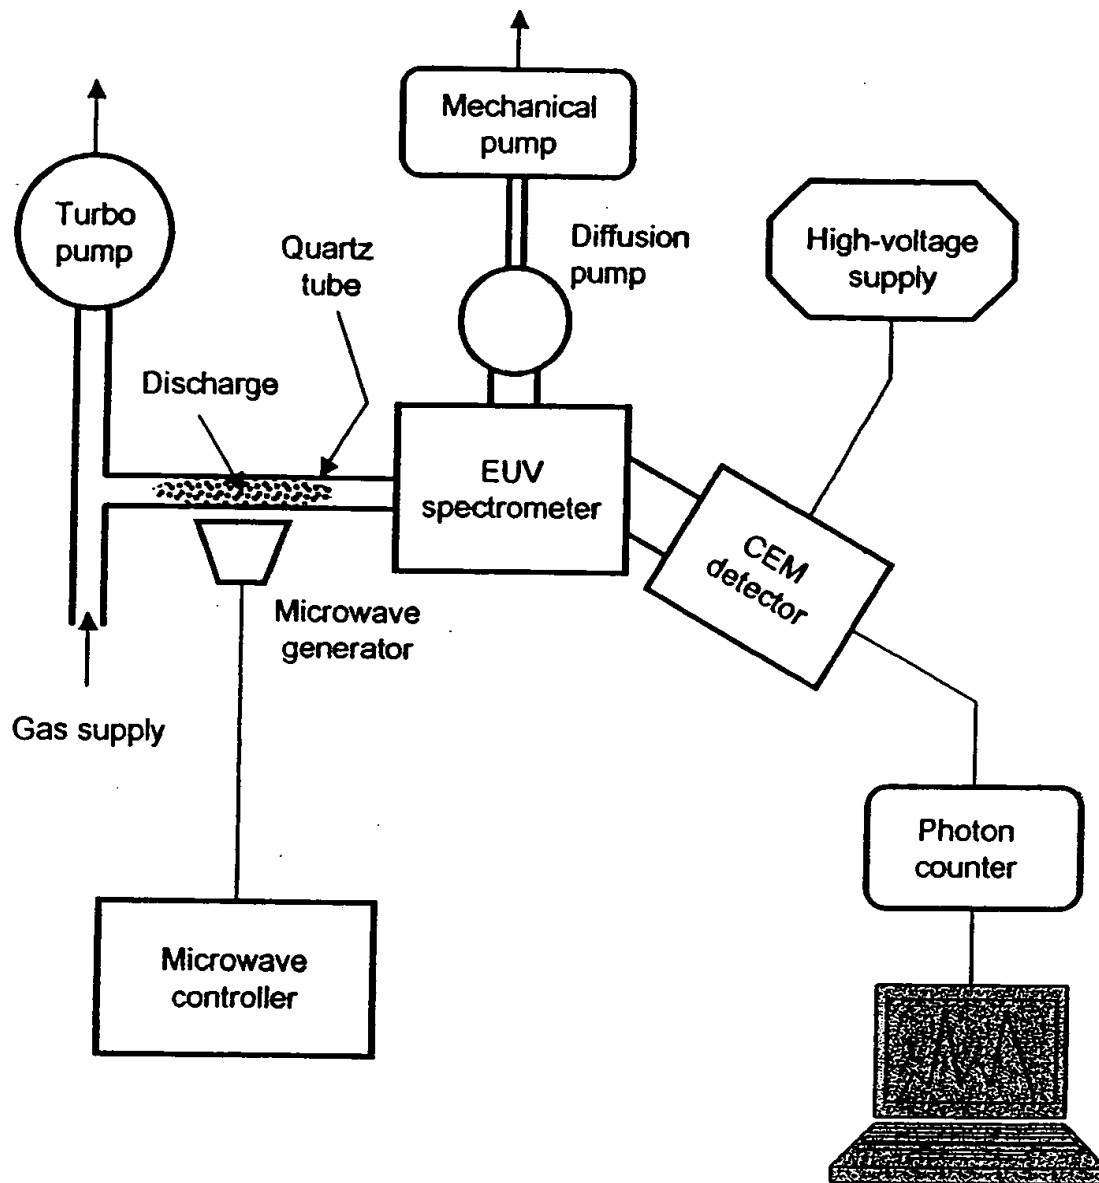 Mechanical
pump
Turbo
pump
Quartz
tube
Diffusion
pump
High-voltage
supply
Discharge
EUV
spectrometer
CEM
detector
Microwave
generator
Gas supply
Photon
counter
Microwave
controller